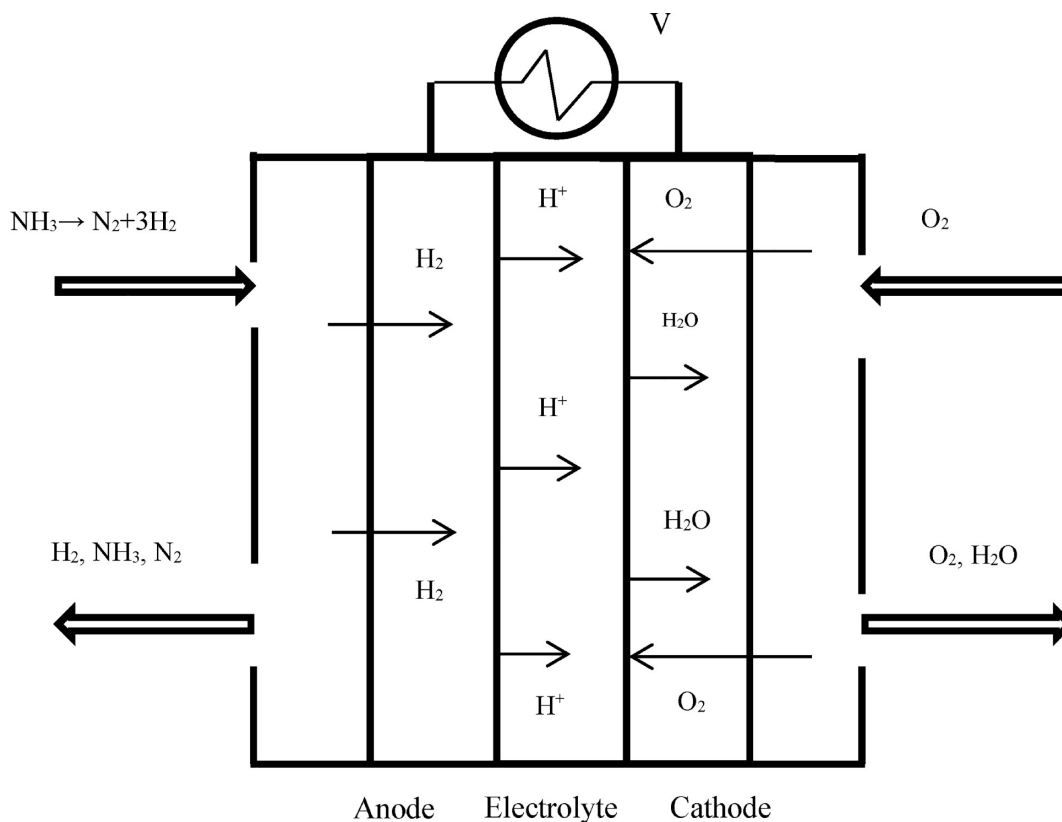 V
H⁺
O₂
NH₃→ N₂+3H₂
O₂
H₂
H₂O
H⁺
H₂O
H₂, NH₃, N₂
O₂, H₂O
H₂
H⁺
O₂
Anode
Electrolyte
Cathode